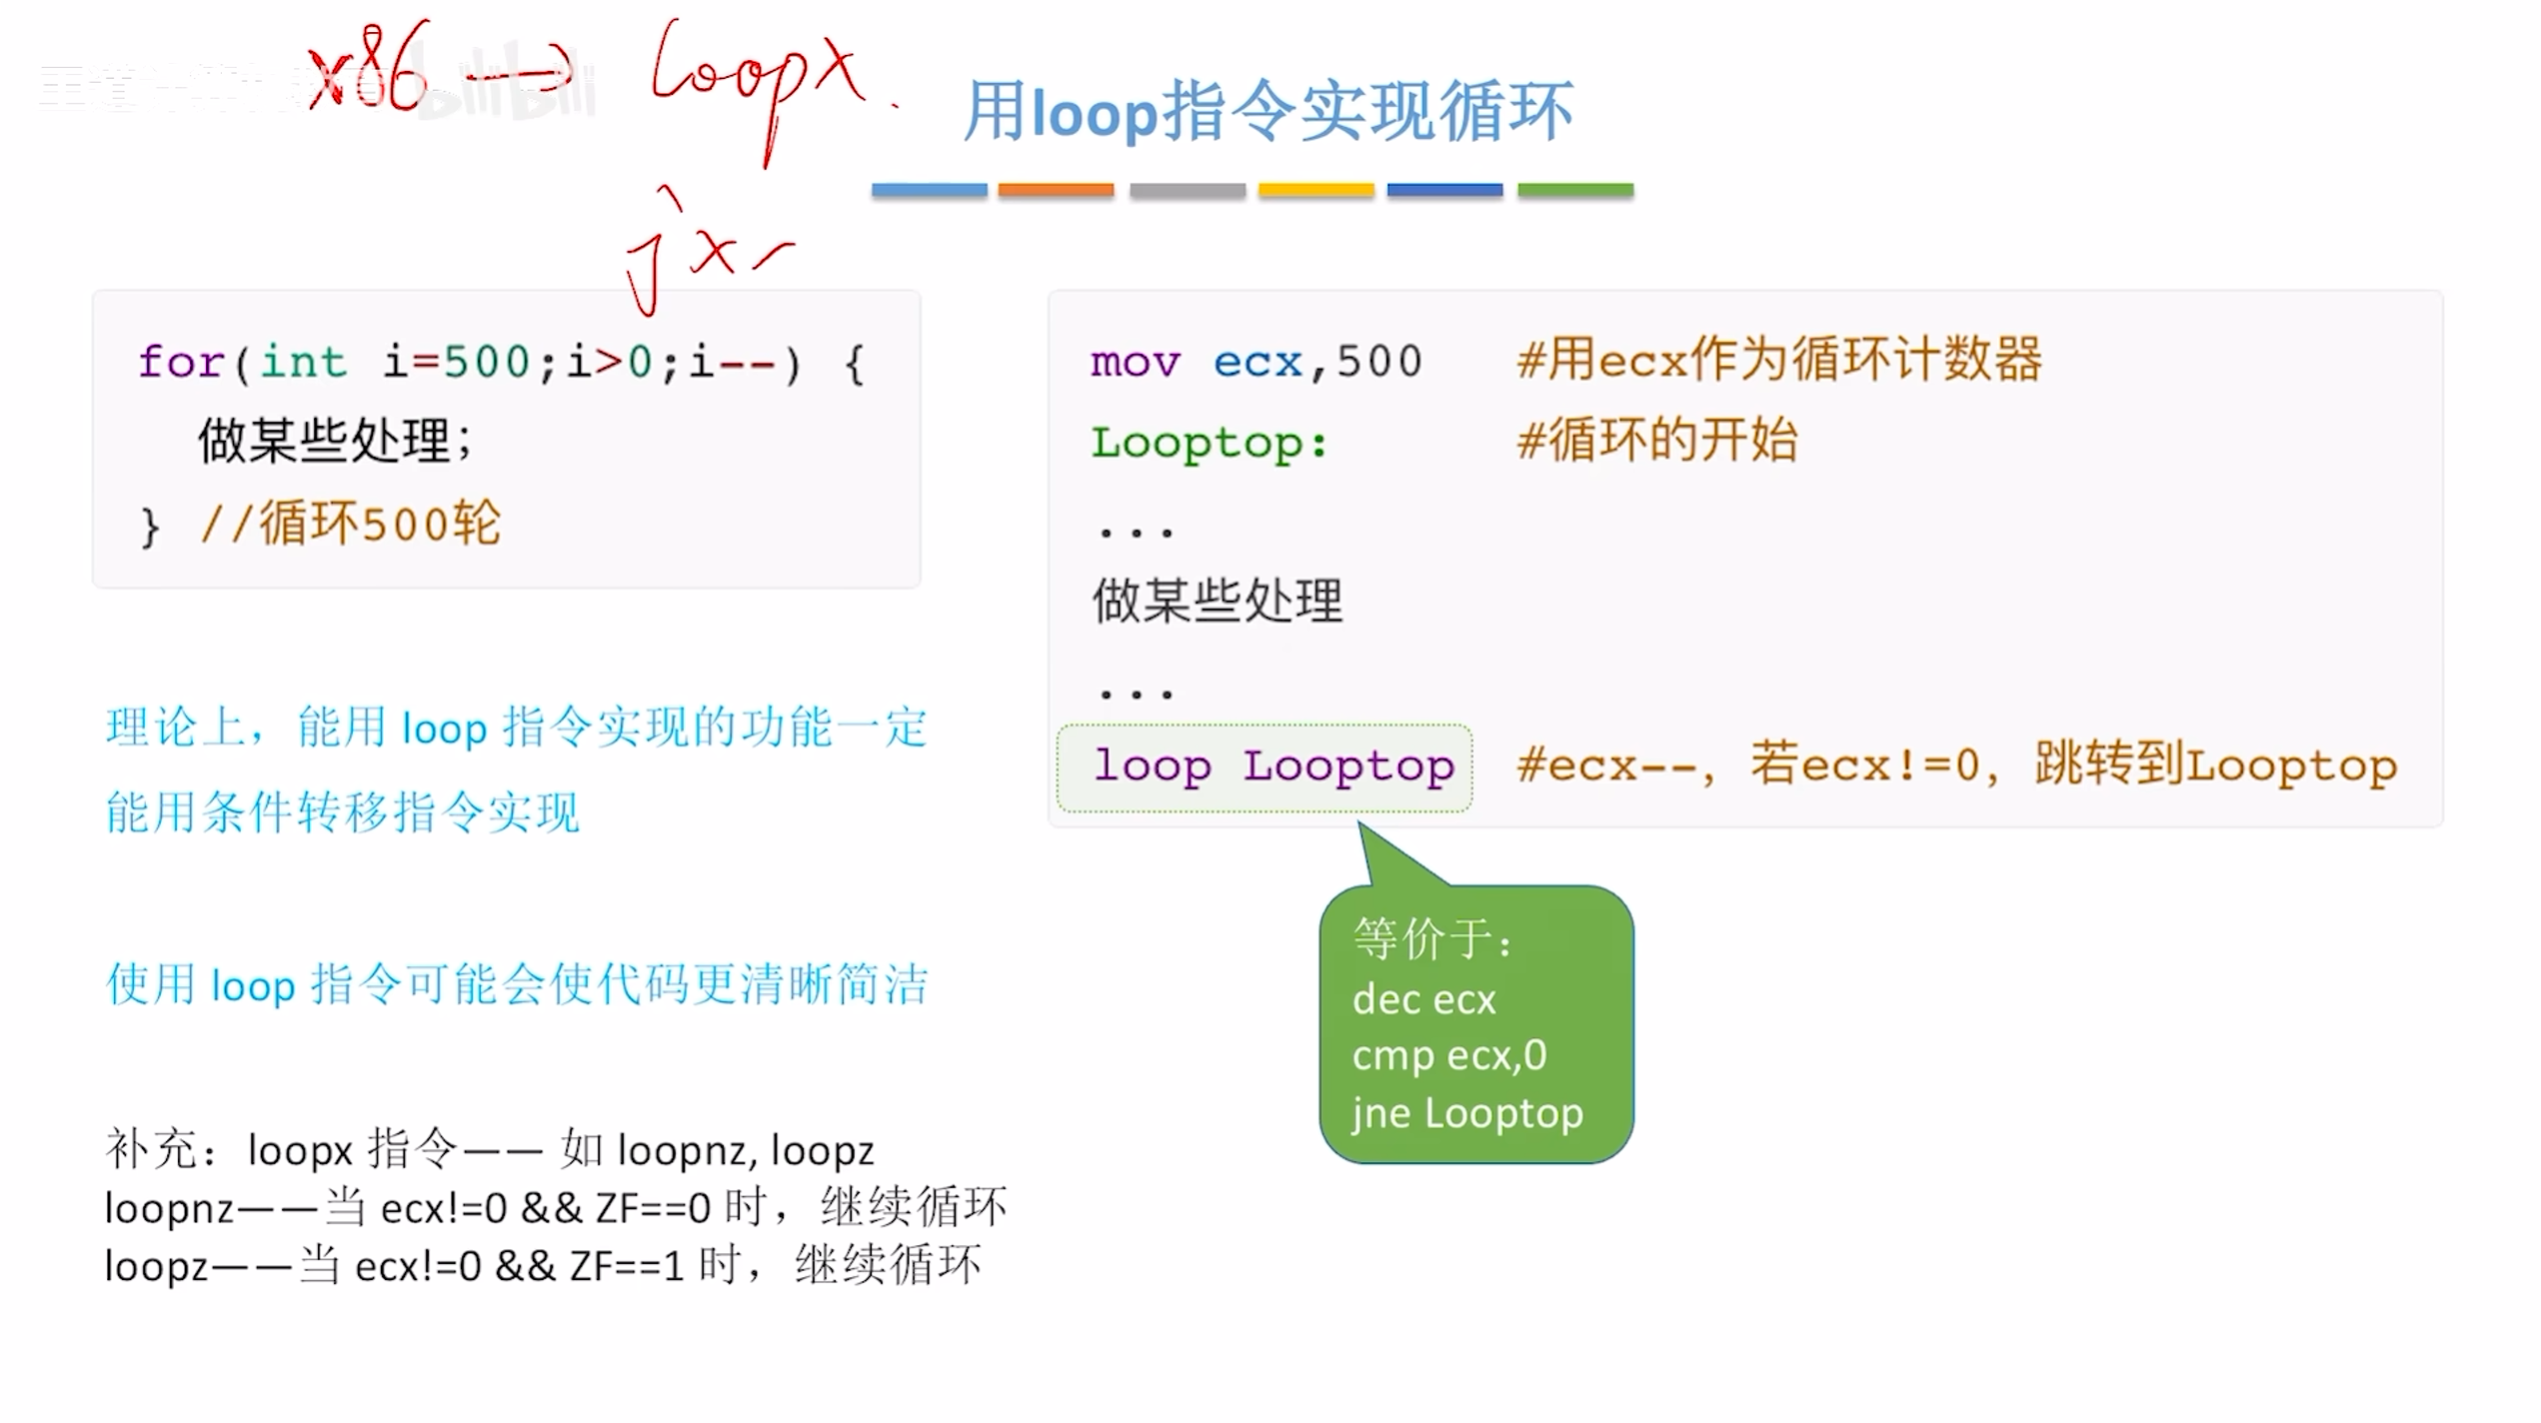 x86 → loopx.
用loop指令实现循环
jx
for(int i=500;i>0;i--) {
做某些处理;
} //循环500轮
mov ecx,500 #用ecx作为循环计数器
Looptop: #循环的开始
...
做某些处理
...
loop Looptop #ecx--, 若ecx!=0, 跳转到Looptop
理论上，能用 loop 指令实现的功能一定
能用条件转移指令实现
使用 loop 指令可能会使代码更清晰简洁
等价于：
dec ecx
cmp ecx,0
jne Looptop
补充：loopx 指令—— 如 loopnz, loopz
loopnz——当 ecx!=0 && ZF==0 时，继续循环
loopz——当 ecx!=0 && ZF==1 时，继续循环
bilibili